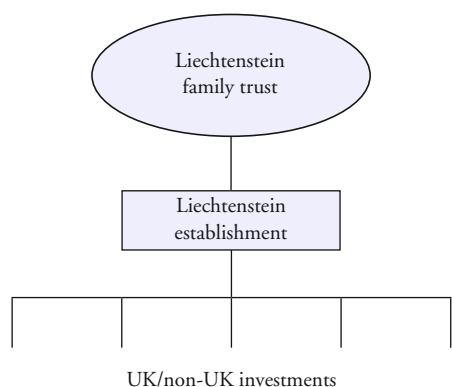 Liechtenstein
family trust
Liechtenstein
establishment
UK/non-UK investments